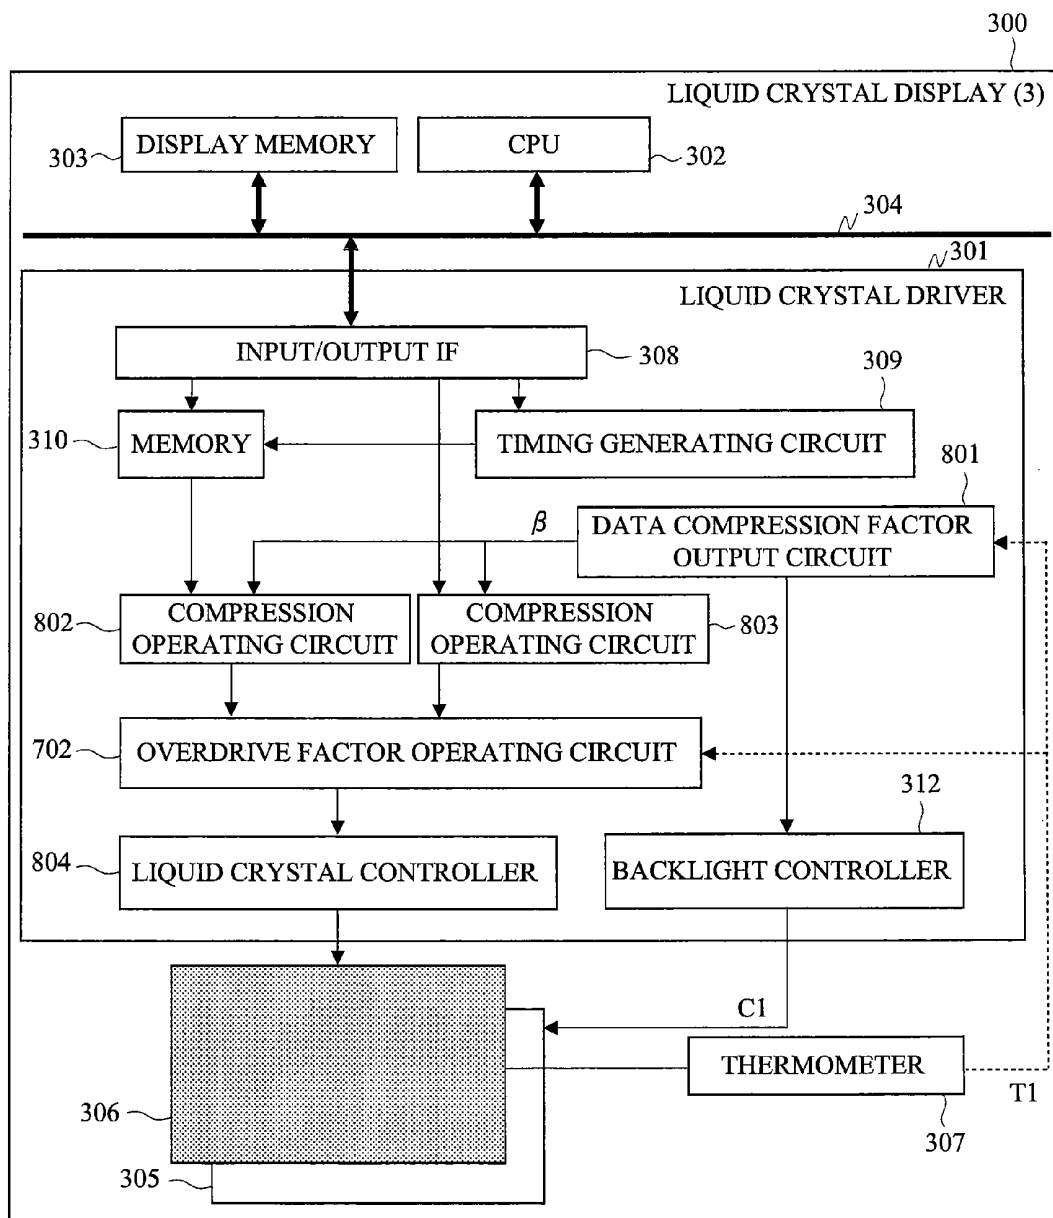 300
LIQUID CRYSTAL DISPLAY (3)
303
DISPLAY MEMORY
CPU
302
304
301
LIQUID CRYSTAL DRIVER
INPUT/OUTPUT IF
308
309
310
MEMORY
TIMING GENERATING CIRCUIT
801
β
DATA COMPRESSION FACTOR
OUTPUT CIRCUIT
802
COMPRESSION
OPERATING CIRCUIT
COMPRESSION
OPERATING CIRCUIT
803
702
OVERDRIVE FACTOR OPERATING CIRCUIT
312
804
LIQUID CRYSTAL CONTROLLER
BACKLIGHT CONTROLLER
C1
THERMOMETER
T1
306
307
305